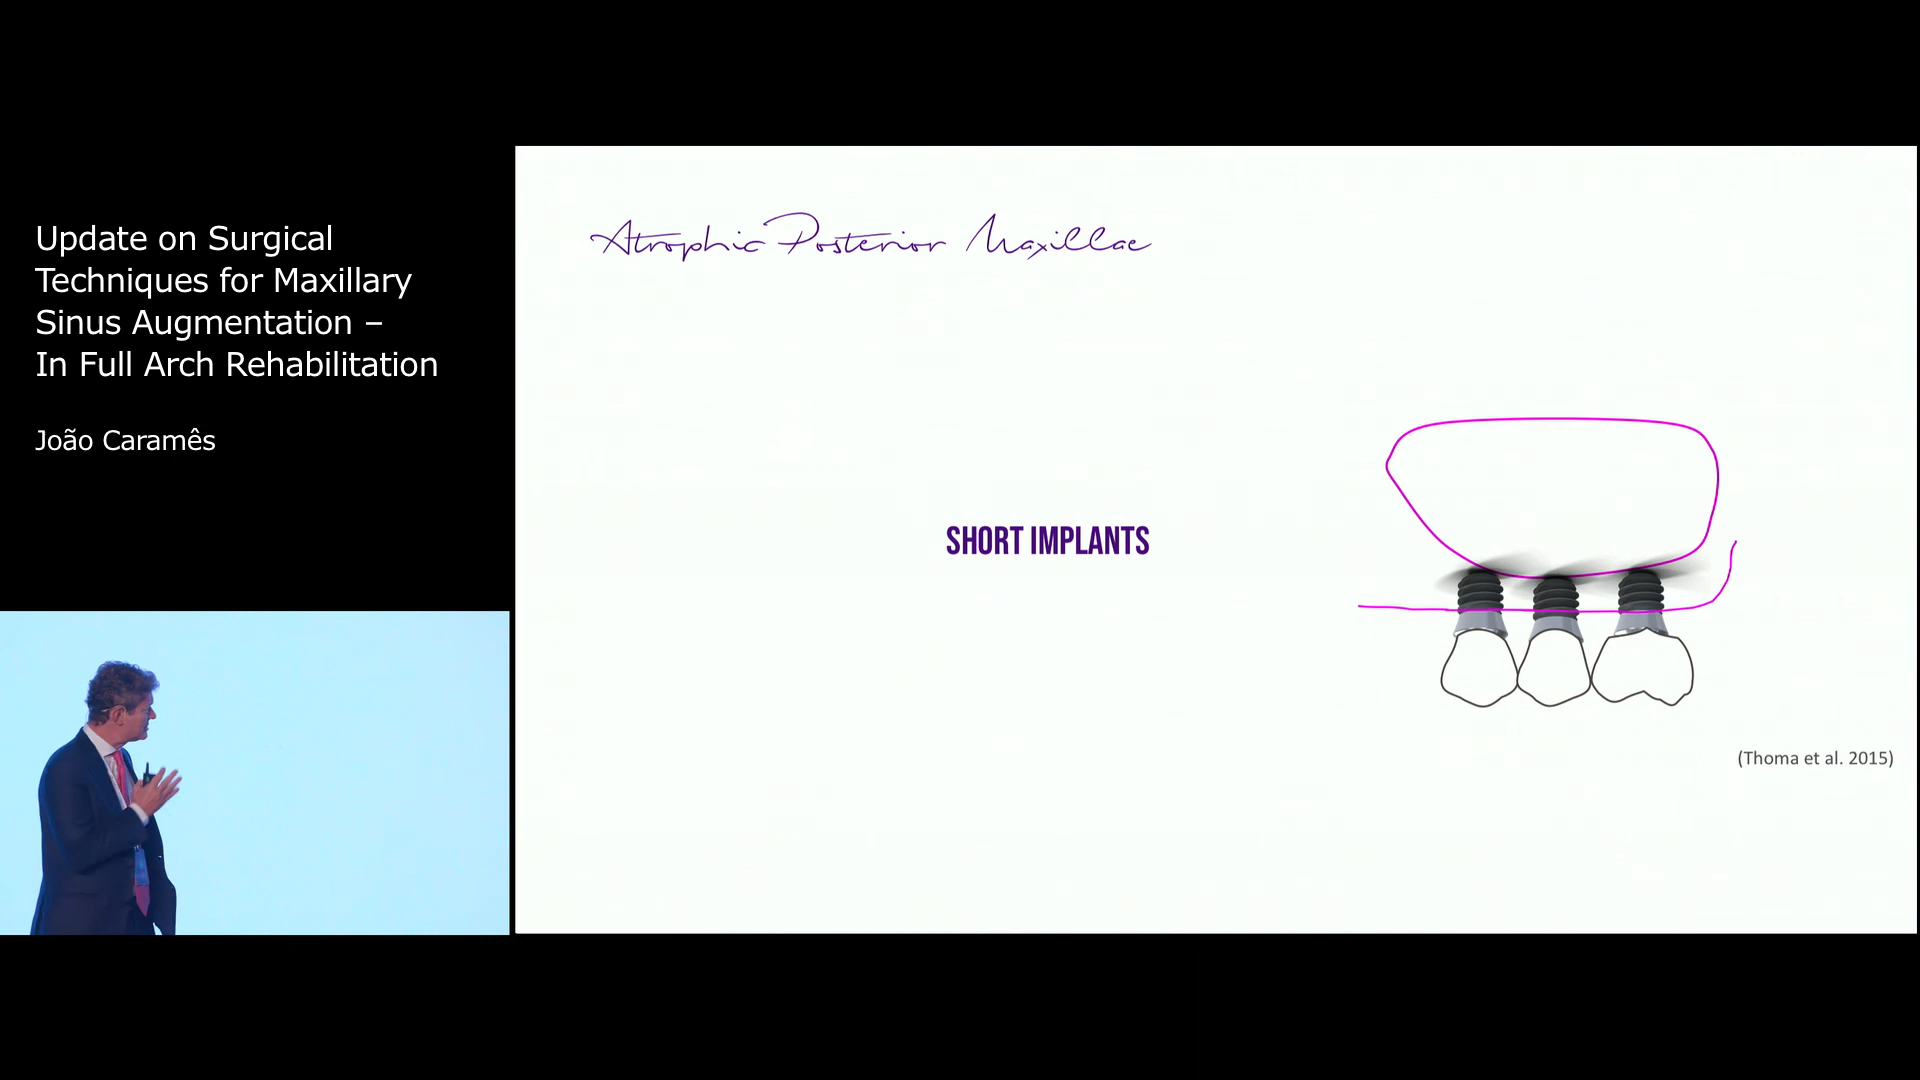 Update on Surgical
Techniques for Maxillary
Sinus Augmentation –
In Full Arch Rehabilitation
João Caramês
Atrophic Posterior Maxillae
SHORT IMPLANTS
(Thoma et al. 2015)